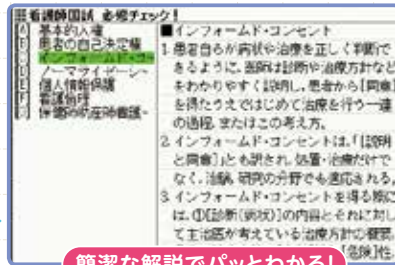 看護師国試 必修チェック!
基本的人権
患者の自己決定権
インフォームド・コン
ノーマライゼーシ
個人情報保護
看護倫理
保健師助産師看護
■インフォームド・コンセント
1 患者自らが病状や治療を正しく判断で
きるように、医師は診断や治療方針など
をわかりやすく説明し、患者から[同意]
を得たうえではじめて治療を行う一連
の過程、またはこの考え方。
2 インフォームド・コンセントは、「[説明
と同意]」とも訳され、処置・治療だけで
なく、治験、研究の分野でも適応される。
3 インフォームド・コンセントを得る際に
は、①[診断(病状)]の内容とそれに対し
て主治医が考えている治療方針の概要、
[危険]性、
簡潔な解説でパッとわかる!